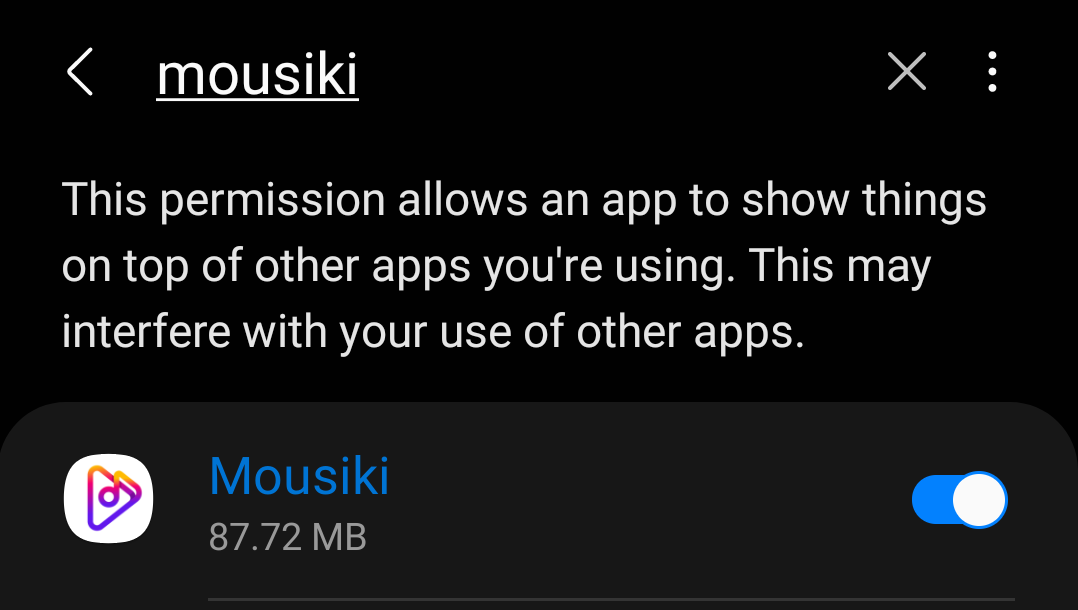 mousiki
This permission allows an app to show things
on top of other apps you're using. This may
interfere with your use of other apps.
Mousiki
87.72 MB